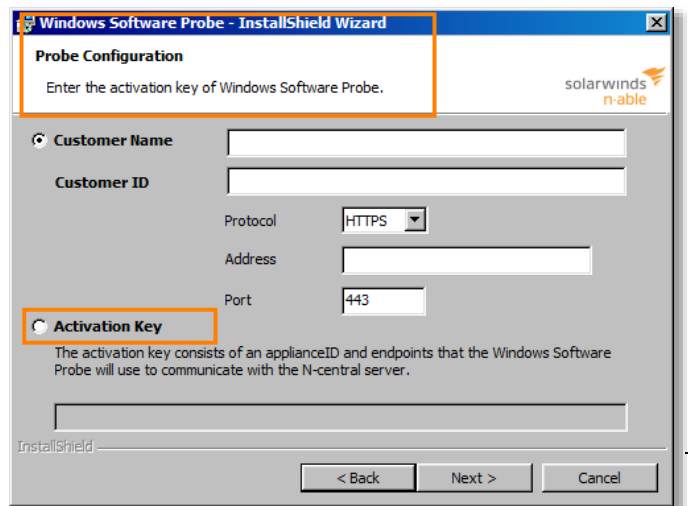 Windows Software Probe - InstallShield Wizard
Probe Configuration
Enter the activation key of Windows Software Probe.
solarwinds
n-able
Customer Name
Customer ID
Protocol HTTPS
Address
Port 443
Activation Key
The activation key consists of an applianceID and endpoints that the Windows Software
Probe will use to communicate with the N-central server.
InstallShield
< Back Next > Cancel